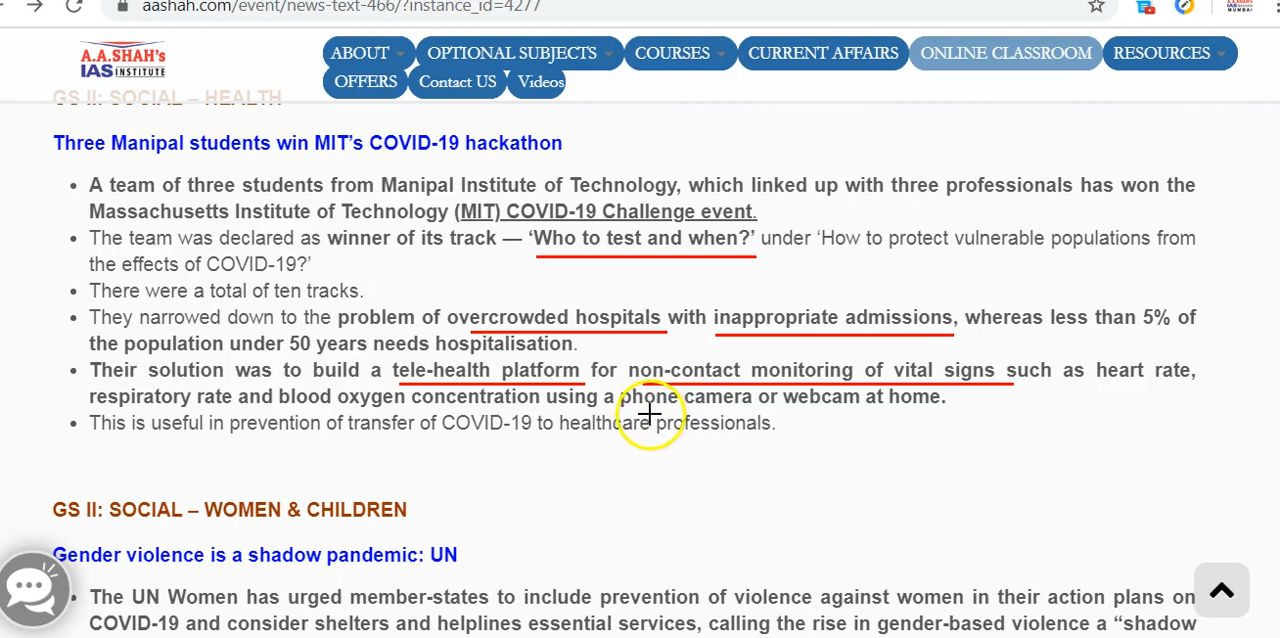 aashah.com/event/news-text-466/?instance_id=4277
A.A.SHAH's
IAS INSTITUTE
ABOUT OPTIONAL SUBJECTS COURSES CURRENT AFFAIRS ONLINE CLASSROOM RESOURCES
OFFERS Contact US Videos
GS II: SOCIAL – HEALTH
Three Manipal students win MIT's COVID-19 hackathon
• A team of three students from Manipal Institute of Technology, which linked up with three professionals has won the
Massachusetts Institute of Technology (MIT) COVID-19 Challenge event.
• The team was declared as winner of its track — 'Who to test and when?' under 'How to protect vulnerable populations from
the effects of COVID-19?'
• There were a total of ten tracks.
• They narrowed down to the problem of overcrowded hospitals with inappropriate admissions, whereas less than 5% of
the population under 50 years needs hospitalisation.
• Their solution was to build a tele-health platform for non-contact monitoring of vital signs such as heart rate,
respiratory rate and blood oxygen concentration using a phone camera or webcam at home.
• This is useful in prevention of transfer of COVID-19 to healthcare professionals.
GS II: SOCIAL – WOMEN & CHILDREN
Gender violence is a shadow pandemic: UN
• The UN Women has urged member-states to include prevention of violence against women in their action plans on
COVID-19 and consider shelters and helplines essential services, calling the rise in gender-based violence a "shadow